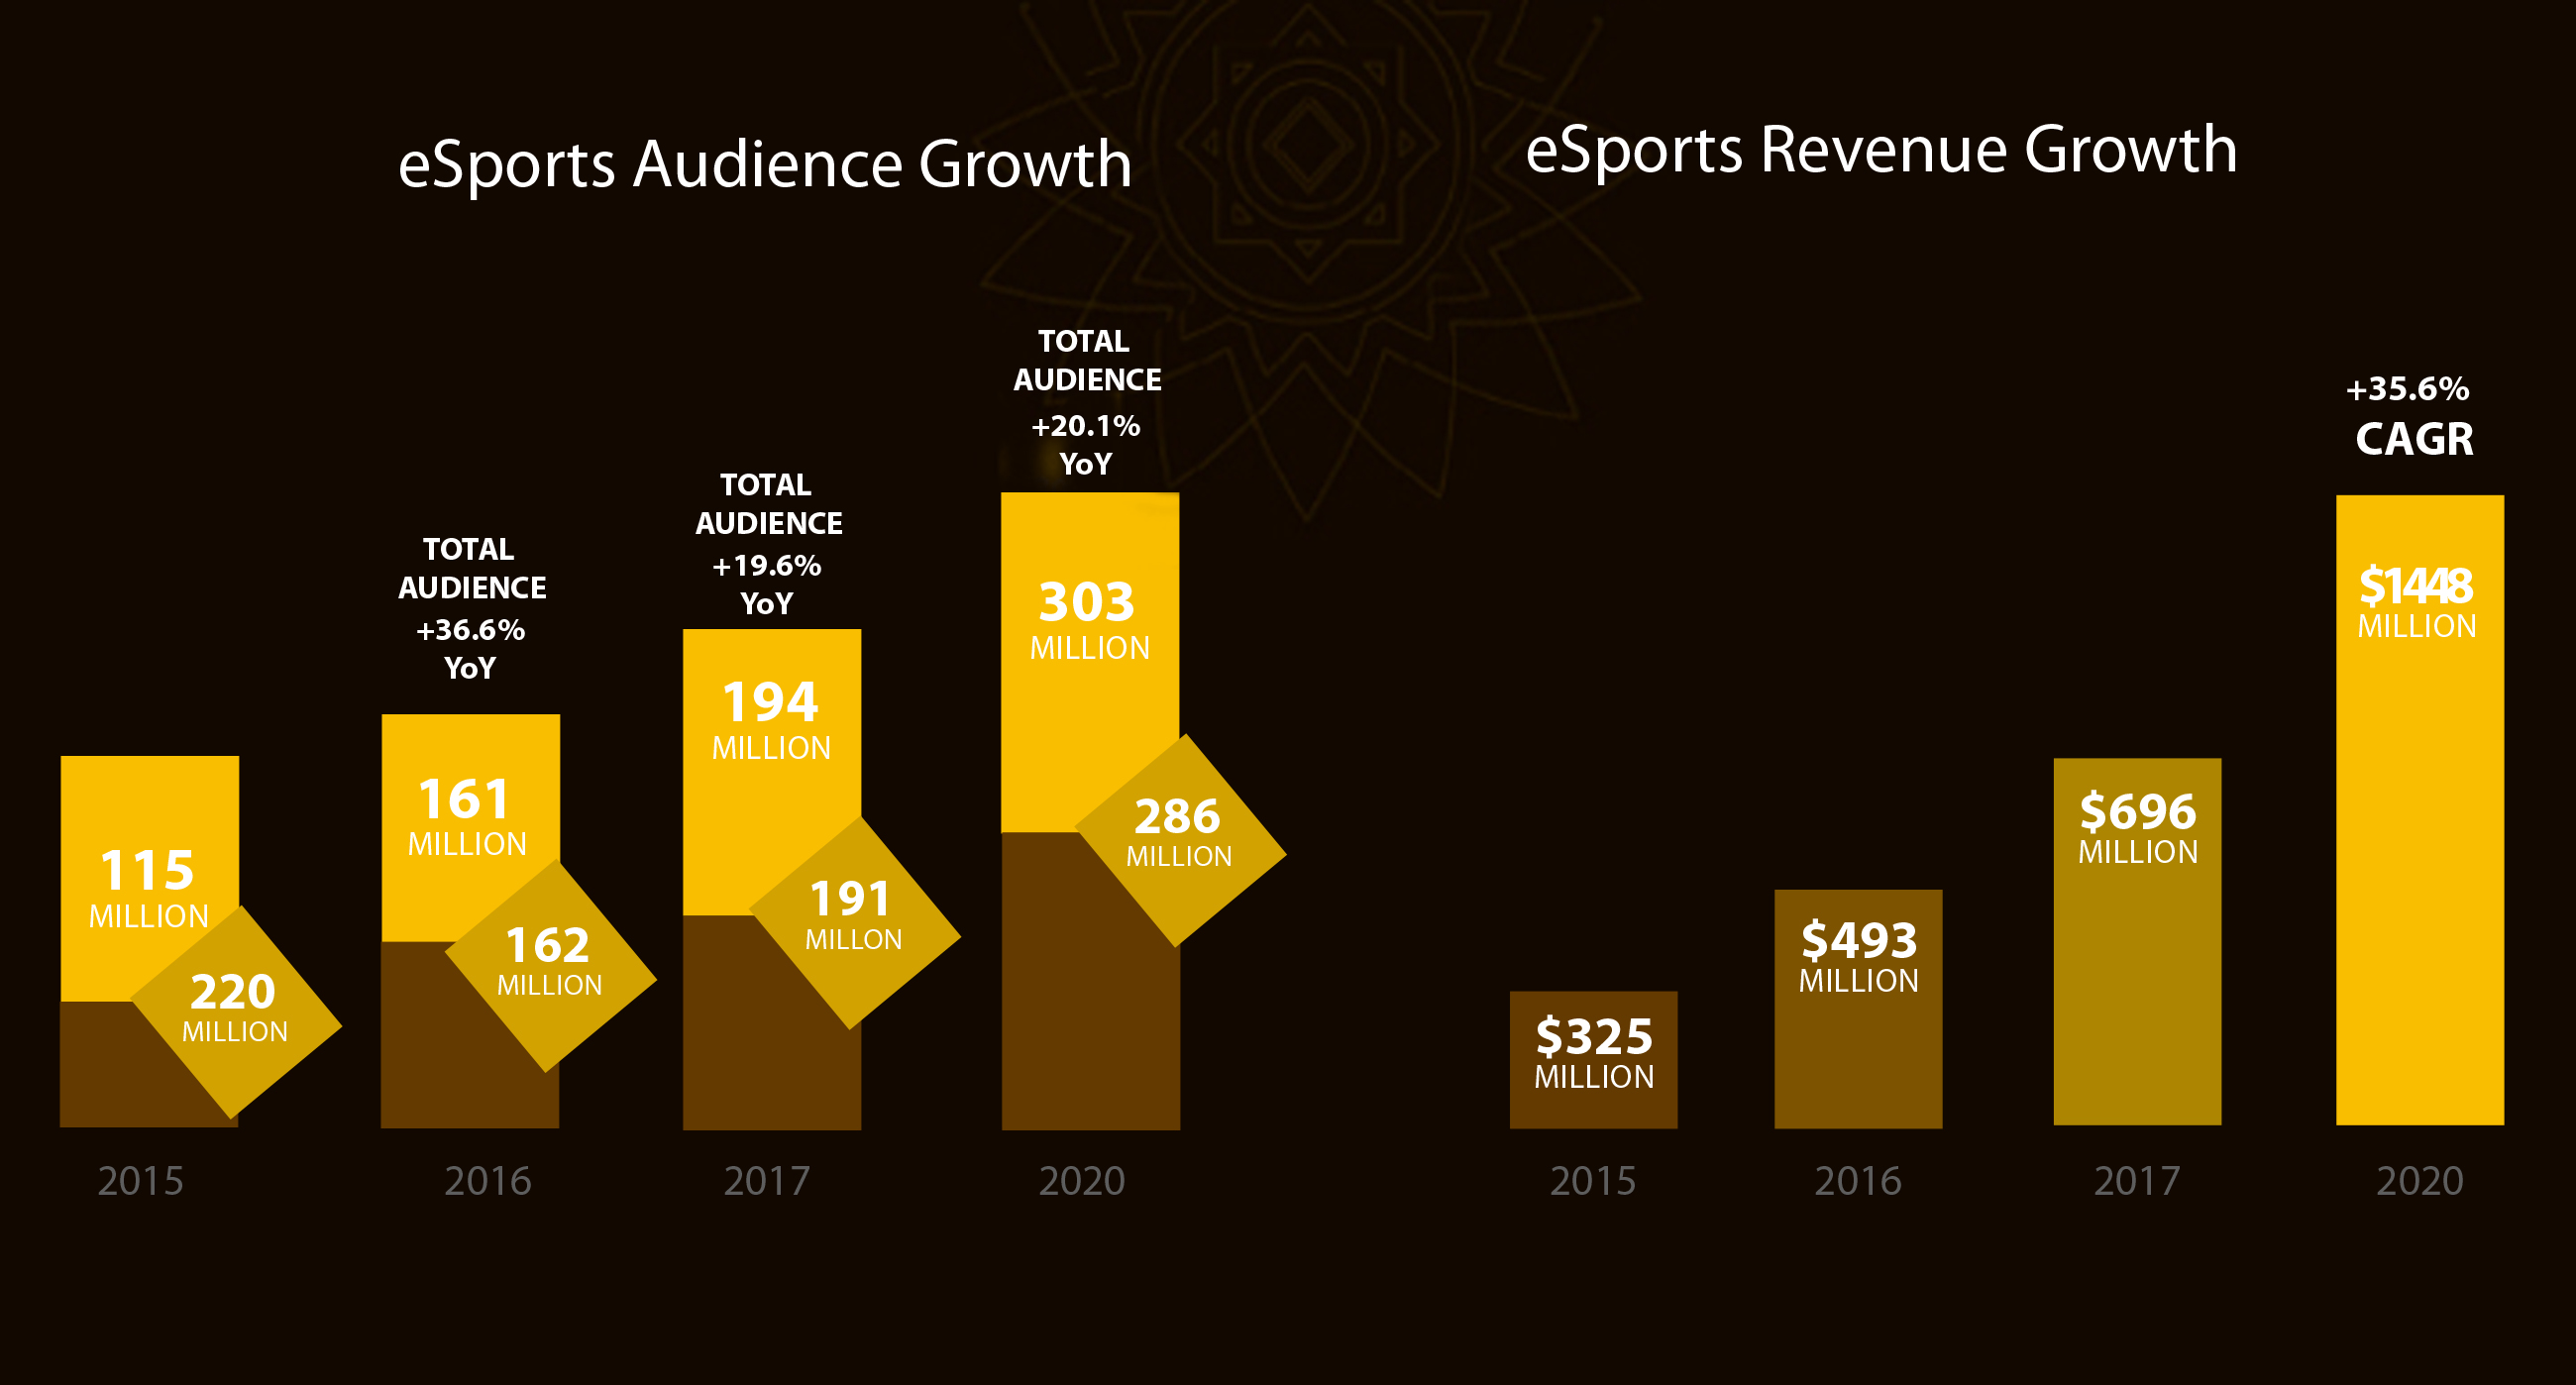 eSports Audience Growth
TOTAL
AUDIENCE
+36.6%
YoY
TOTAL
AUDIENCE
+19.6%
YoY
TOTAL
AUDIENCE
+20.1%
YoY
115
MILLION
220
MILLION
161
MILLION
162
MILLION
194
MILLION
191
MILLON
303
MILLION
286
MILLION
2015
2016
2017
2020
eSports Revenue Growth
+35.6%
CAGR
$325
MILLION
$493
MILLION
$696
MILLION
$1448
MILLION
2015
2016
2017
2020